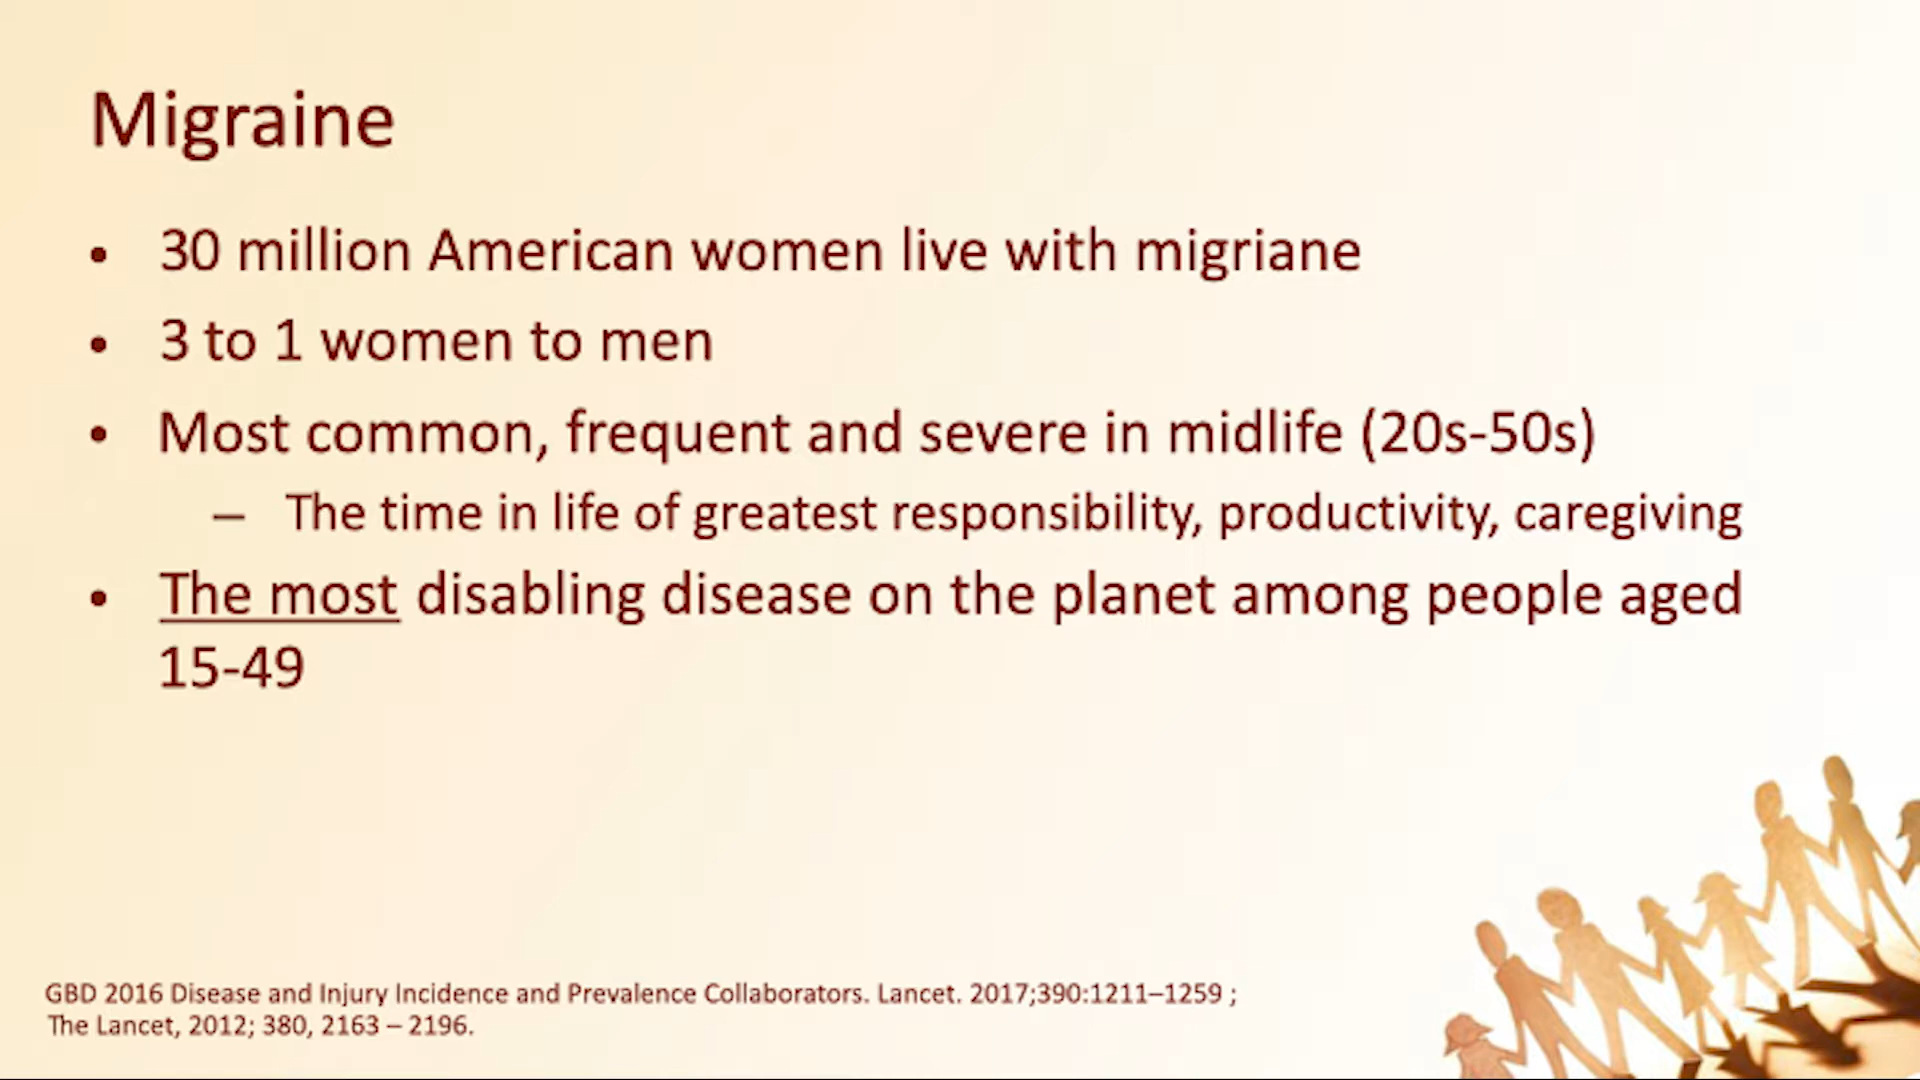 Migraine
• 30 million American women live with migriane
• 3 to 1 women to men
• Most common, frequent and severe in midlife (20s-50s)
– The time in life of greatest responsibility, productivity, caregiving
• The most disabling disease on the planet among people aged
15-49
GBD 2016 Disease and Injury Incidence and Prevalence Collaborators. Lancet. 2017;390:1211–1259 ;
The Lancet, 2012; 380, 2163 – 2196.